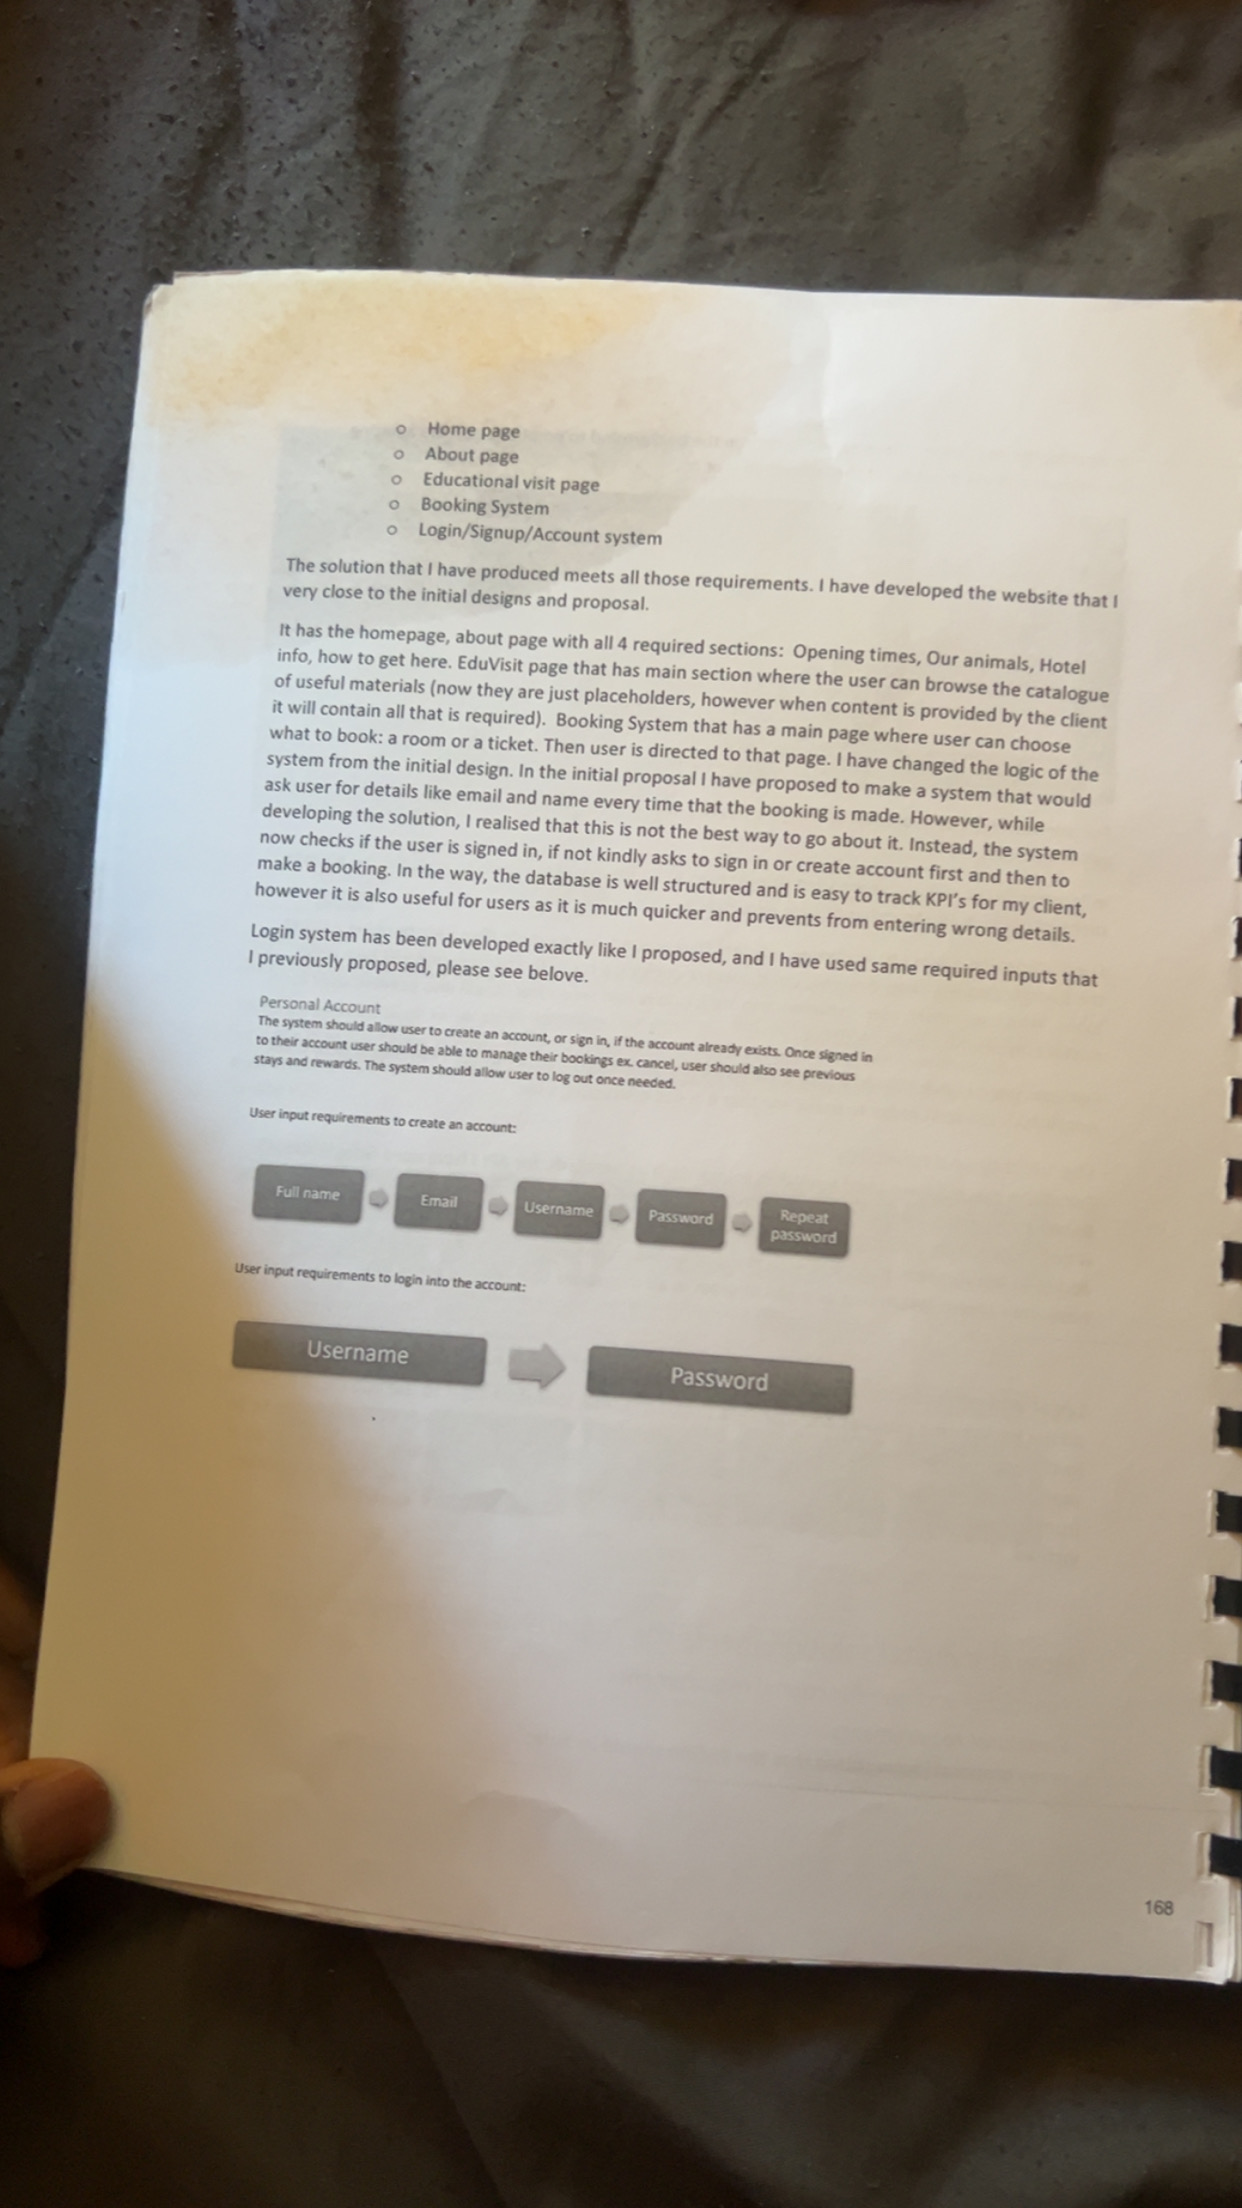 Home page
About page
Educational visit page
Booking System
Login/Signup/Account system
The solution that I have produced meets all those requirements. I have developed the website that I
very close to the initial designs and proposal.
It has the homepage, about page with all 4 required sections: Opening times, Our animals, Hotel
info, how to get here. EduVisit page that has main section where the user can browse the catalogue
of useful materials (now they are just placeholders, however when content is provided by the client
it will contain all that is required). Booking System that has a main page where user can choose
what to book: a room or a ticket. Then user is directed to that page. I have changed the logic of the
system from the initial design. In the initial proposal I have proposed to make a system that would
ask user for details like email and name every time that the booking is made. However, while
developing the solution, I realised that this is not the best way to go about it. Instead, the system
now checks if the user is signed in, if not kindly asks to sign in or create account first and then to
make a booking. In the way, the database is well structured and is easy to track KPI's for my client,
however it is also useful for users as it is much quicker and prevents from entering wrong details.
Login system has been developed exactly like I proposed, and I have used same required inputs that
I previously proposed, please see belove.
Personal Account
The system should allow user to create an account, or sign in, if the account already exists. Once signed in
to their account user should be able to manage their bookings ex. cancel, user should also see previous
stays and rewards. The system should allow user to log out once needed.
User input requirements to create an account:
Full name
Email
Username
Password
Repeat
password
User input requirements to login into the account:
Username
Password
168